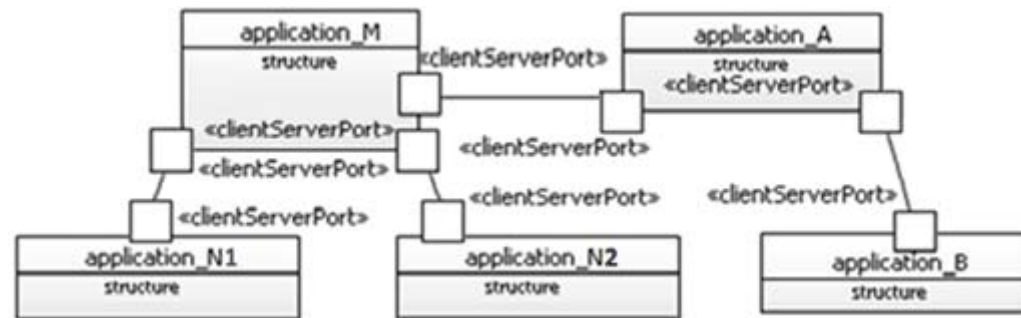 application_M
structure
«clientServerPort»
application_A
structure
«clientServerPort»
«clientServerPort»
«clientServerPort»
«clientServerPort»
«clientServerPort»
«clientServerPort»
«clientServerPort»
application_N1
structure
application_N2
structure
application_B
structure